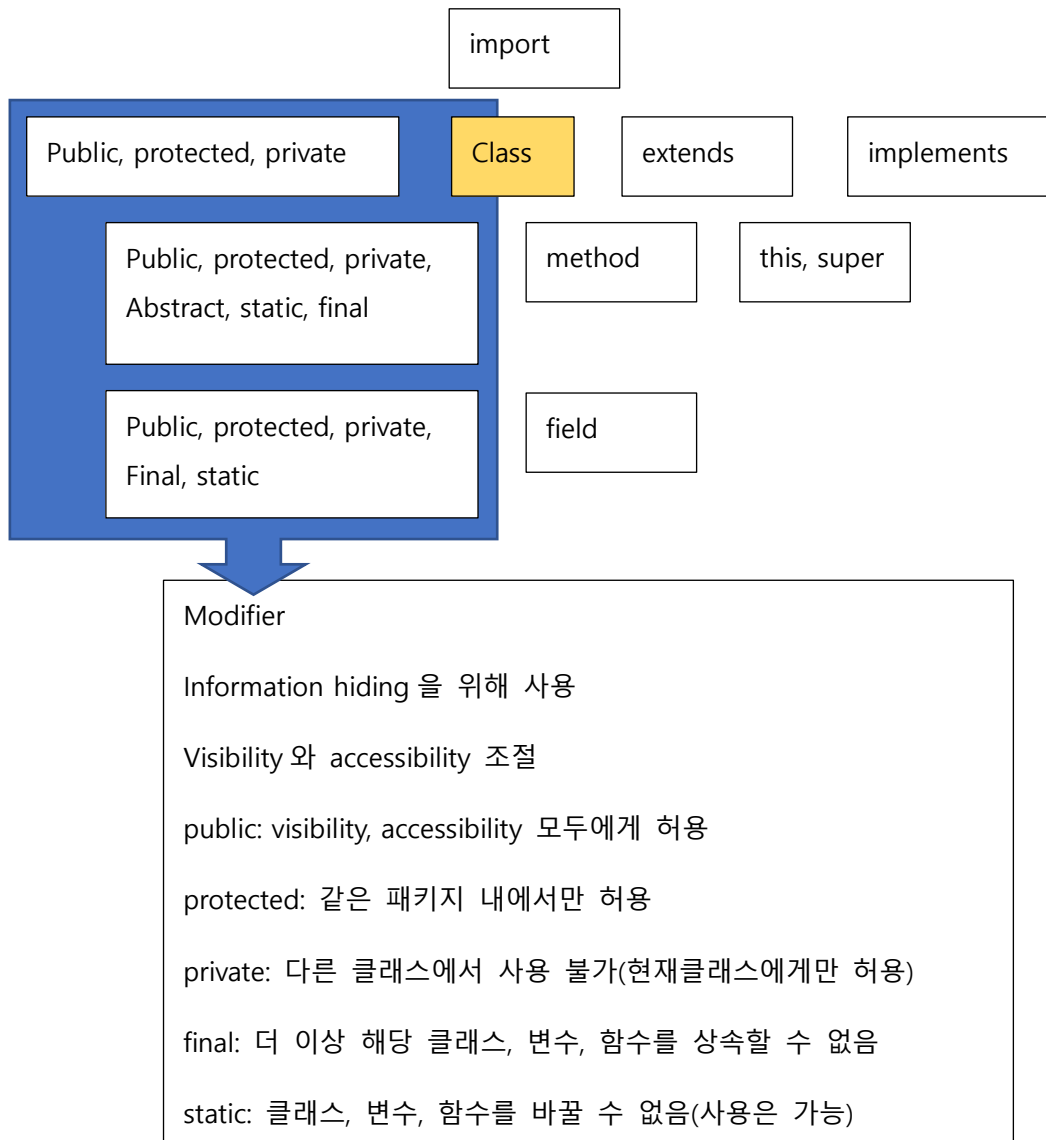 import
Public, protected, private
Class
extends
implements
Public, protected, private,
Abstract, static, final
method
this, super
Public, protected, private,
Final, static
field
Modifier
Information hiding 을 위해 사용
Visibility 와 accessibility 조절
public: visibility, accessibility 모두에게 허용
protected: 같은 패키지 내에서만 허용
private: 다른 클래스에서 사용 불가(현재클래스에게만 허용)
final: 더 이상 해당 클래스, 변수, 함수를 상속할 수 없음
static: 클래스, 변수, 함수를 바꿀 수 없음(사용은 가능)